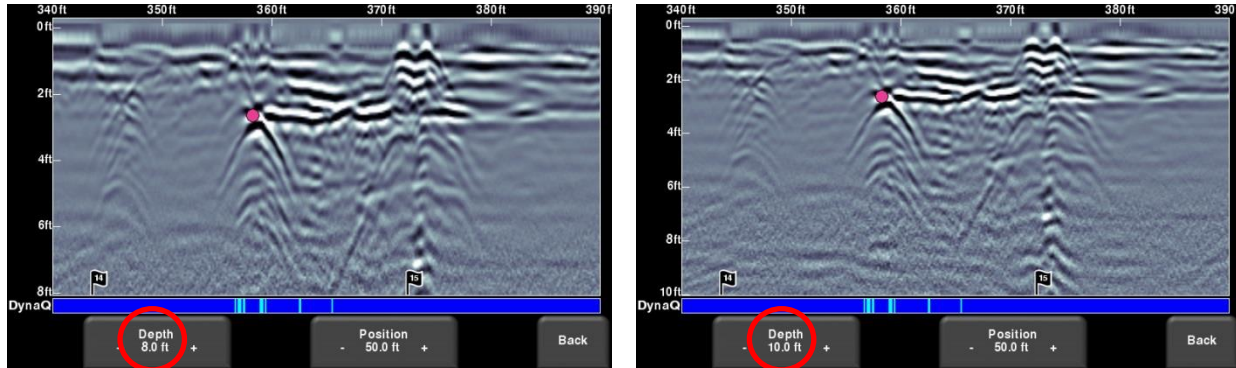 340ft 350ft 360ft 370ft 380ft 390f
0ft
2ft
4ft
6ft
8ft
14
15
DynaQ
Depth
- 8.0 ft +
Position
- 50.0 ft +
Back
340ft 350ft 360ft 370ft 380ft 390
0ft
2ft
4ft
6ft
8ft
10ft
14
15
DynaQ
Depth
- 10.0 ft +
Position
- 50.0 ft +
Back